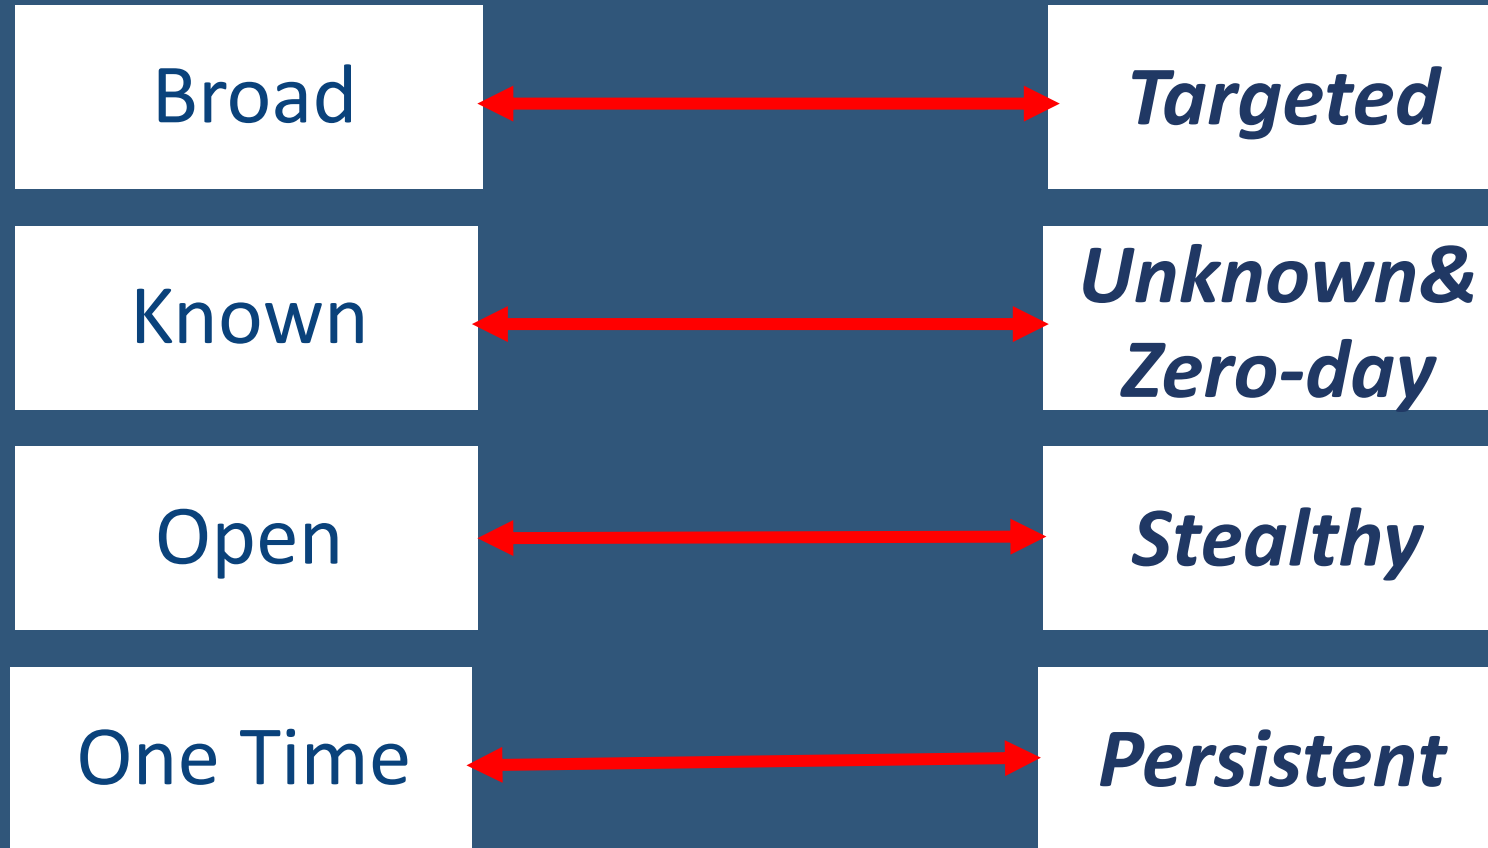 Broad
Targeted
Known
Unknown&
Zero-day
Open
Stealthy
One Time
Persistent